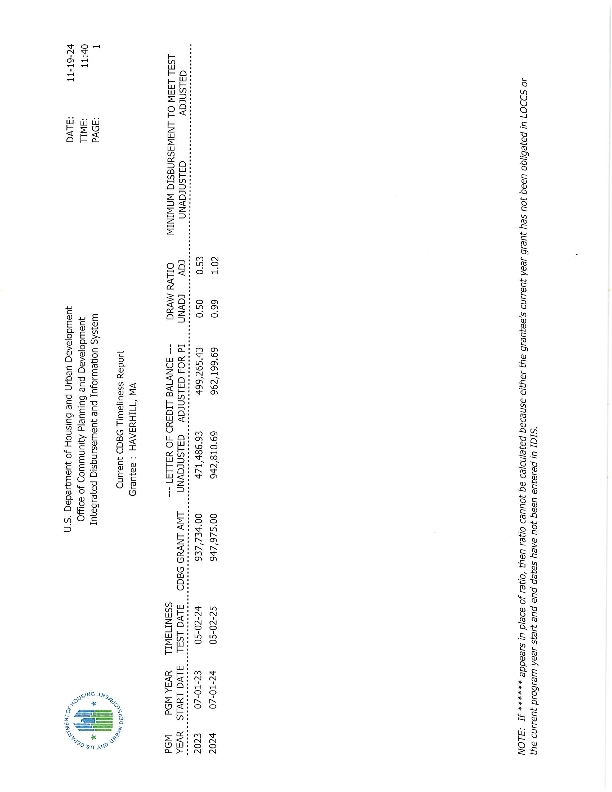 U.S. Department of Housing and Urban Development
Office of Community Planning and Development
Integrated Disbursement and Information System
DATE: 11-19-24
TIME: 11:40
PAGE: 1
Current CDBG Timeliness Report
Grantee : HAVERHILL, MA
PGM PGM YEAR TIMELINESS --- LETTER OF CREDIT BALANCE --- DRAW RATIO MINIMUM DISBURSEMENT TO MEET TEST
YEAR START DATE TEST DATE CDBG GRANT AMT UNADJUSTED ADJUSTED FOR PI UNADJ ADJ UNADJUSTED ADJUSTED
2023 07-01-23 05-02-24 937,734.00 471,486.93 499,265.43 0.50 0.53
2024 07-01-24 05-02-25 947,975.00 942,810.69 962,199.69 0.99 1.02
NOTE: If ****** appears in place of ratio, then ratio cannot be calculated because either the grantee's current year grant has not been obligated in LOCCS or
the current program year start and end dates have not been entered in IDIS.